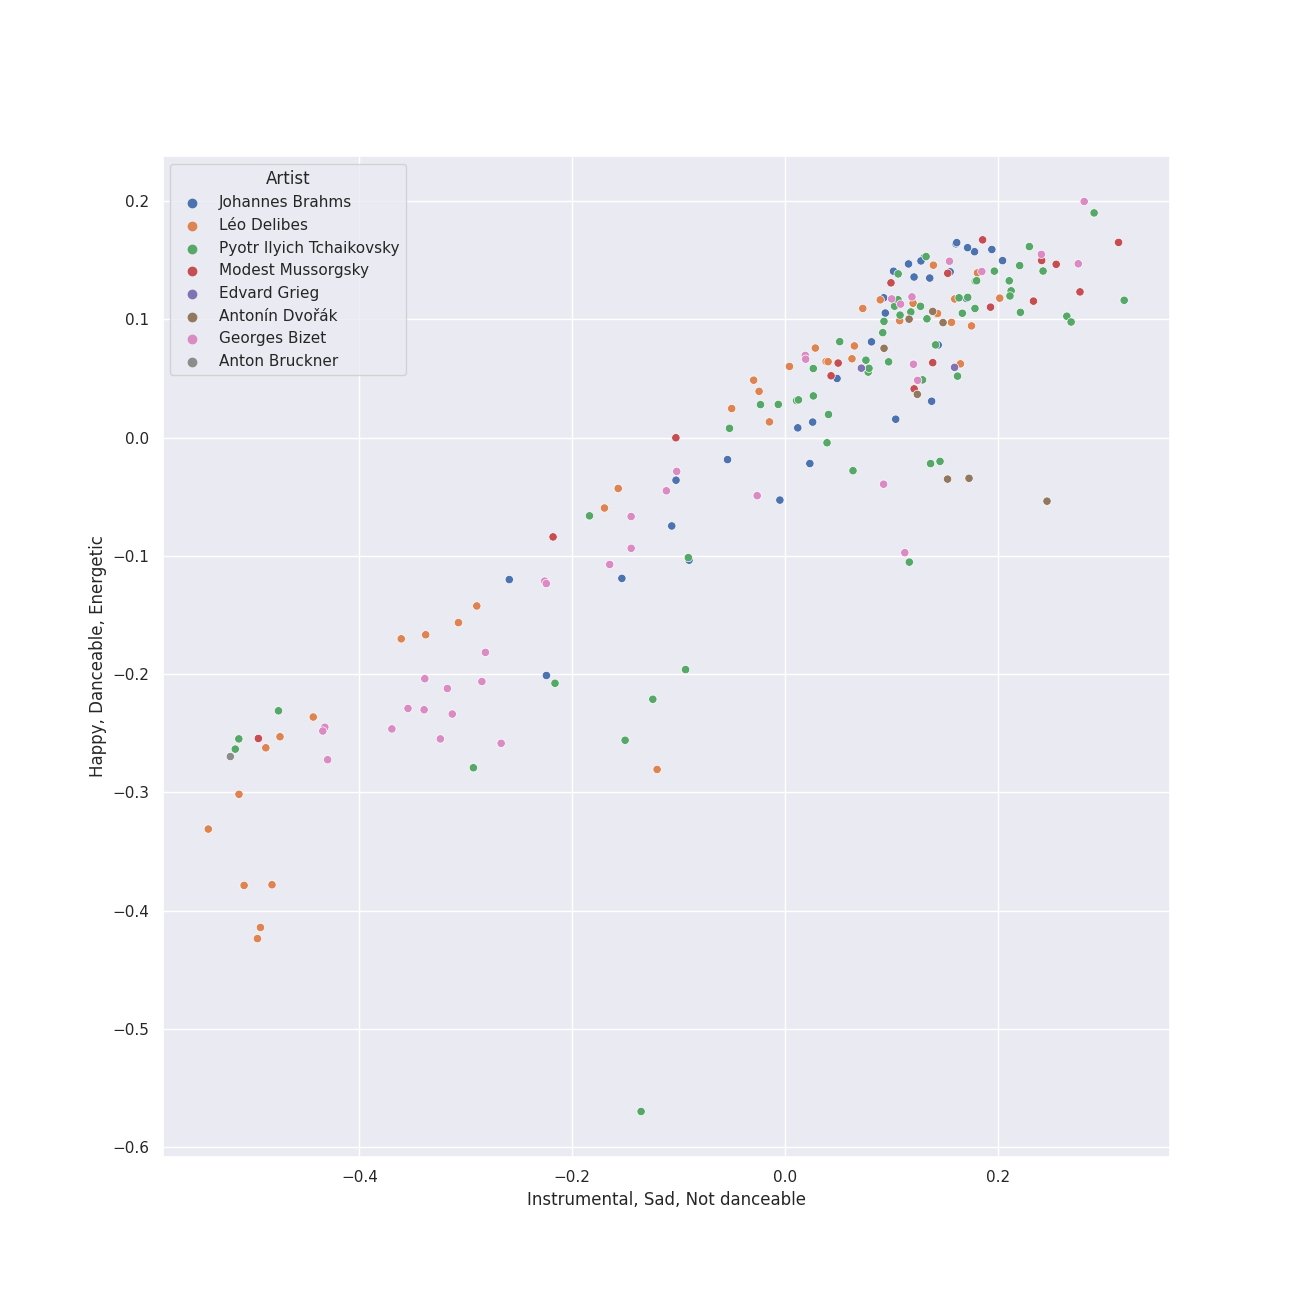 Artist
Johannes Brahms
Léo Delibes
Pyotr Ilyich Tchaikovsky
Modest Mussorgsky
Edvard Grieg
Antonín Dvořák
Georges Bizet
Anton Bruckner
0.2
0.1
0.0
−0.1
−0.2
−0.3
−0.4
−0.5
−0.6
Happy, Danceable, Energetic
−0.4 −0.2 0.0 0.2
Instrumental, Sad, Not danceable